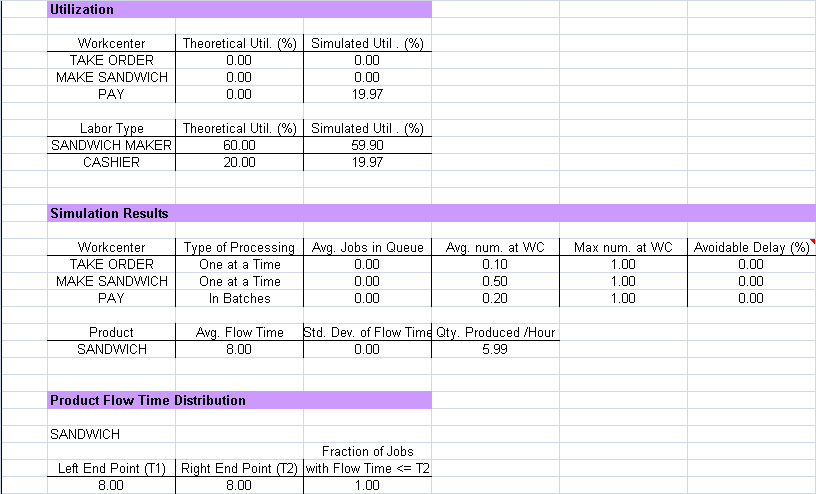 Utilization
Workcenter Theoretical Util. (%) Simulated Util . (%)
TAKE ORDER 0.00 0.00
MAKE SANDWICH 0.00 0.00
PAY 0.00 19.97
Labor Type Theoretical Util. (%) Simulated Util . (%)
SANDWICH MAKER 60.00 59.90
CASHIER 20.00 19.97
Simulation Results
Workcenter Type of Processing Avg. Jobs in Queue Avg. num. at WC Max num. at WC Avoidable Delay (%)
TAKE ORDER One at a Time 0.00 0.10 1.00 0.00
MAKE SANDWICH One at a Time 0.00 0.50 1.00 0.00
PAY In Batches 0.00 0.20 1.00 0.00
Product Avg. Flow Time Std. Dev. of Flow Time Qty. Produced /Hour
SANDWICH 8.00 0.00 5.99
Product Flow Time Distribution
SANDWICH
Fraction of Jobs
Left End Point (T1) Right End Point (T2) with Flow Time <= T2
8.00 8.00 1.00